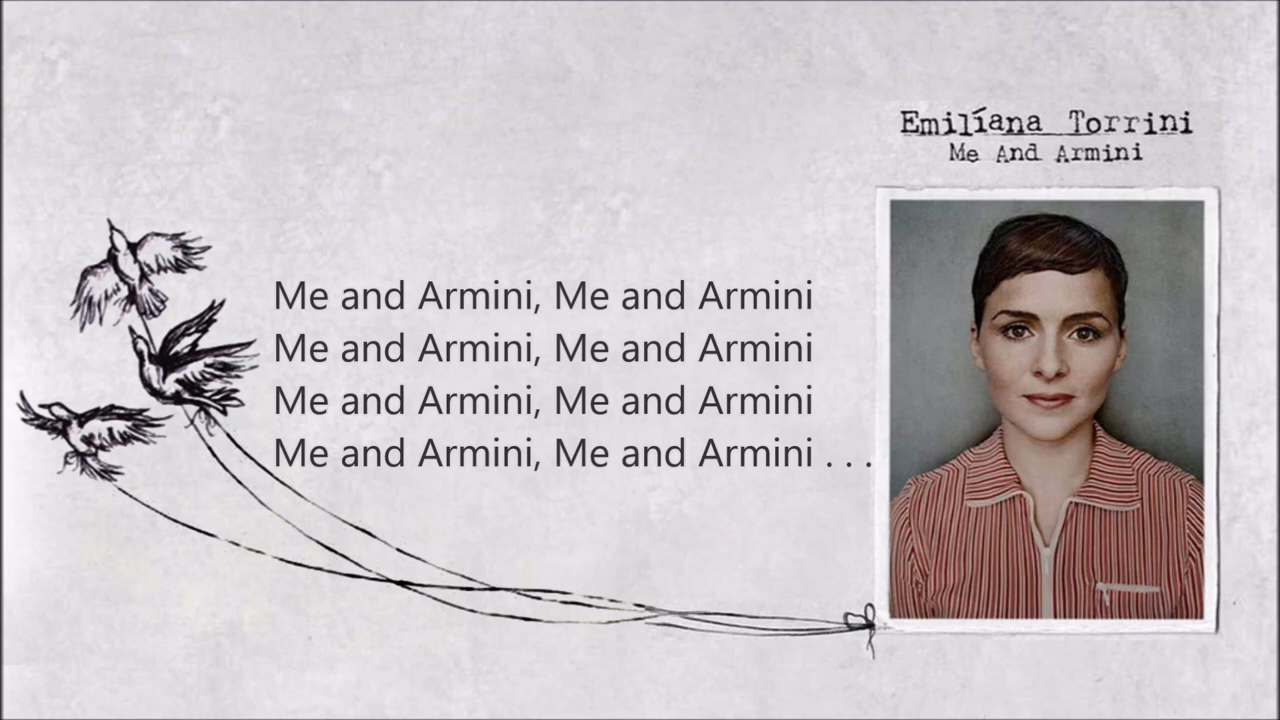 Emilíana Torrini
Me And Armini
Me and Armini, Me and Armini
Me and Armini, Me and Armini
Me and Armini, Me and Armini
Me and Armini, Me and Armini . . .